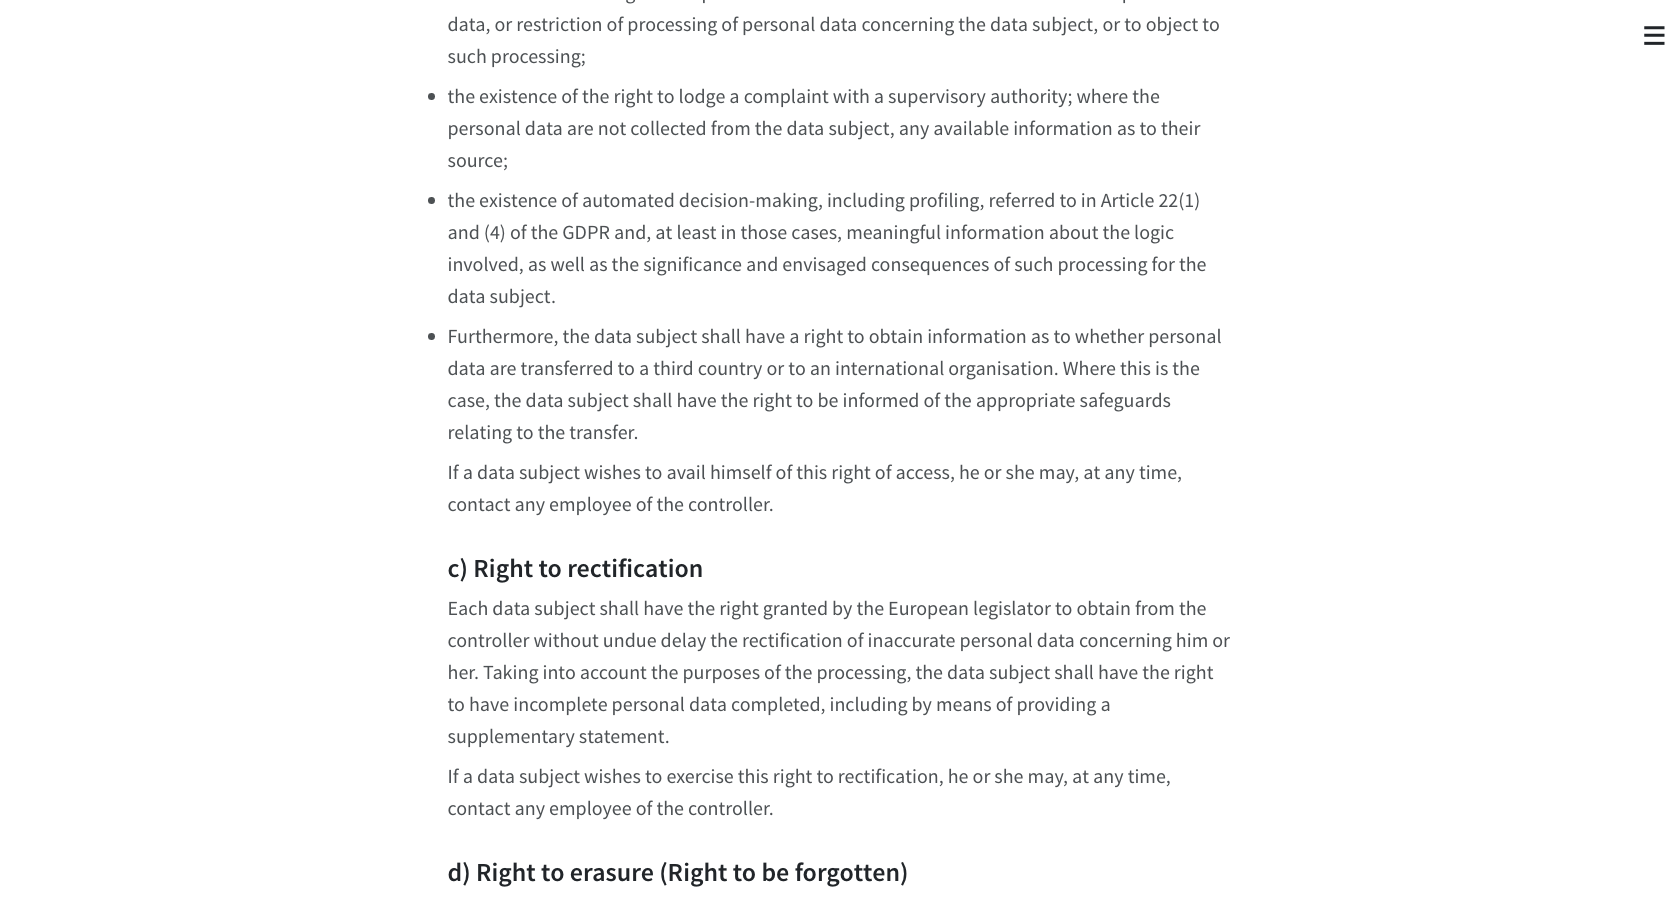 data, or restriction of processing of personal data concerning the data subject, or to object to
such processing;
the existence of the right to lodge a complaint with a supervisory authority; where the
personal data are not collected from the data subject, any available information as to their
source;
the existence of automated decision-making, including profiling, referred to in Article 22(1)
and (4) of the GDPR and, at least in those cases, meaningful information about the logic
involved, as well as the significance and envisaged consequences of such processing for the
data subject.
Furthermore, the data subject shall have a right to obtain information as to whether personal
data are transferred to a third country or to an international organisation. Where this is the
case, the data subject shall have the right to be informed of the appropriate safeguards
relating to the transfer.
If a data subject wishes to avail himself of this right of access, he or she may, at any time,
contact any employee of the controller.
c) Right to rectification
Each data subject shall have the right granted by the European legislator to obtain from the
controller without undue delay the rectification of inaccurate personal data concerning him or
her. Taking into account the purposes of the processing, the data subject shall have the right
to have incomplete personal data completed, including by means of providing a
supplementary statement.
If a data subject wishes to exercise this right to rectification, he or she may, at any time,
contact any employee of the controller.
d) Right to erasure (Right to be forgotten)